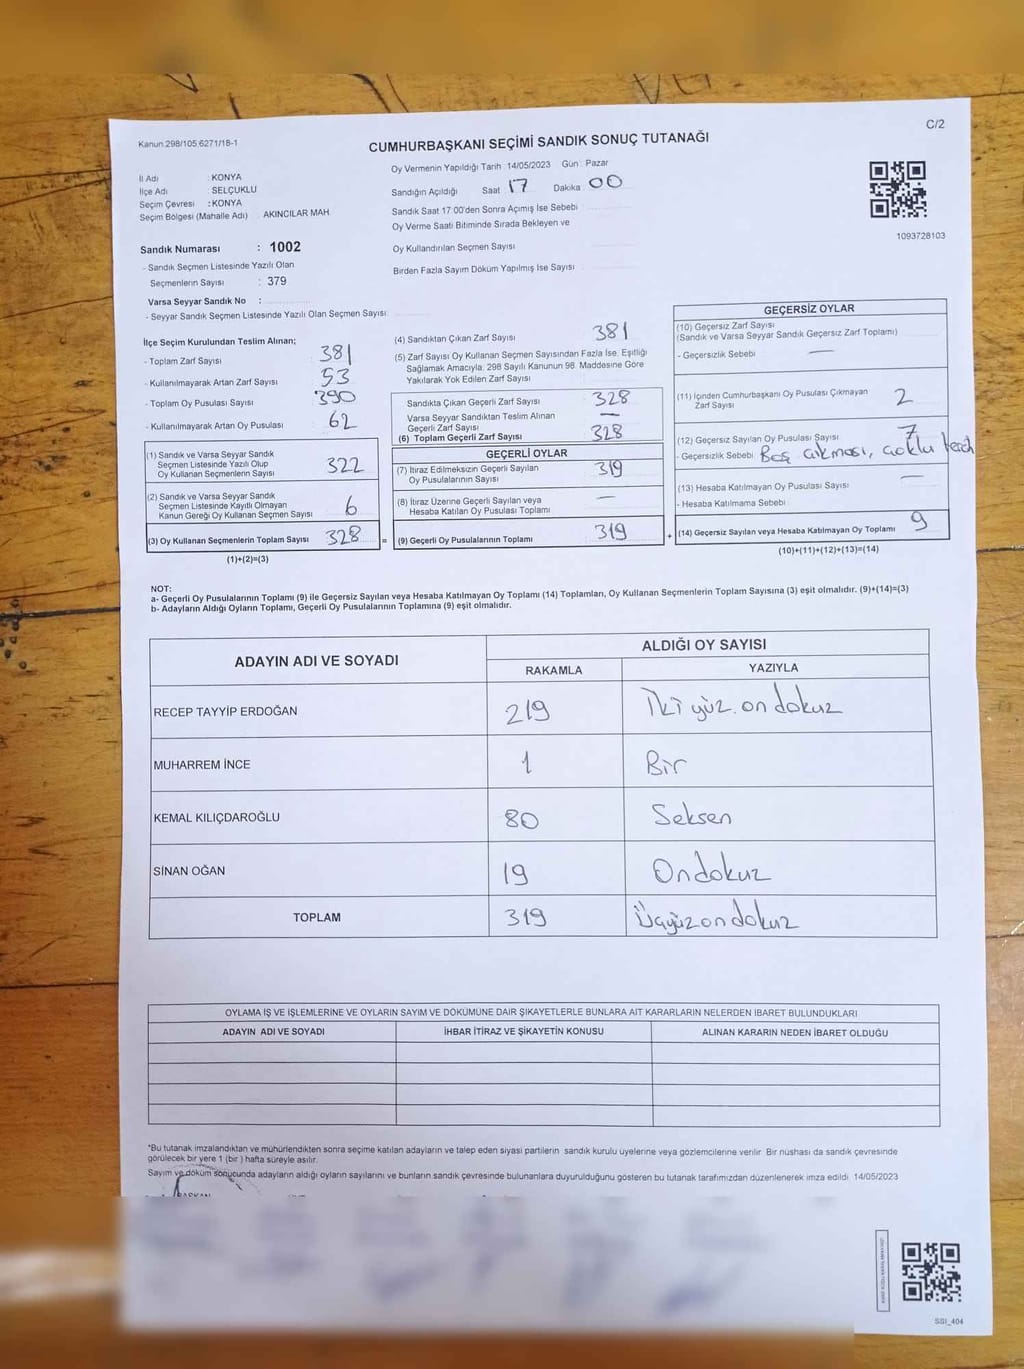 C/2
Kanun.298/105,6271/18-1
CUMHURBAŞKANI SEÇİMİ SANDIK SONUÇ TUTANAĞI
İl Adı : KONYA
İlçe Adı : SELÇUKLU
Seçim Çevresi : KONYA
Seçim Bölgesi (Mahalle Adı) AKINCILAR MAH.
Sandık Numarası : 1002
- Sandık Seçmen Listesinde Yazılı Olan
Seçmenlerin Sayısı : 379
Varsa Seyyar Sandık No :
- Seyyar Sandık Seçmen Listesinde Yazılı Olan Seçmen Sayısı:
Oy Vermenin Yapıldığı Tarih : 14/05/2023 Gün : Pazar
Sandığın Açıldığı Saat 17 Dakika 00
Sandık Saat 17:00'den Sonra Açımış İse Sebebi
Oy Verme Saati Bitiminde Sırada Bekleyen ve
Oy Kullandırılan Seçmen Sayısı
Birden Fazla Sayım Döküm Yapılmış İse Sayısı
1093728103
İlçe Seçim Kurulundan Teslim Alınan;
- Toplam Zarf Sayısı 381
- Kullanılmayarak Artan Zarf Sayısı 53
- Toplam Oy Pusulası Sayısı 390
- Kullanılmayarak Artan Oy Pusulası 62
(1) Sandık ve Varsa Seyyar Sandık
Seçmen Listesinde Yazılı Olup
Oy Kullanan Seçmenlerin Sayısı 322
(2) Sandık ve Varsa Seyyar Sandık
Seçmen Listesinde Kayıtlı Olmayan
Kanun Gereği Oy Kullanan Seçmen Sayısı 6
(3) Oy Kullanan Seçmenlerin Toplam Sayısı 328 =
(1)+(2)=(3)
(4) Sandıktan Çıkan Zarf Sayısı 381
(5) Zarf Sayısı Oy Kullanan Seçmen Sayısından Fazla İse, Eşitliği
Sağlamak Amacıyla, 298 Sayılı Kanunun 98. Maddesine Göre
Yakılarak Yok Edilen Zarf Sayısı
Sandıkta Çıkan Geçerli Zarf Sayısı 328
Varsa Seyyar Sandıktan Teslim Alınan
Geçerli Zarf Sayısı —
(6) Toplam Geçerli Zarf Sayısı 328
GEÇERLİ OYLAR
(7) İtiraz Edilmeksizin Geçerli Sayılan
Oy Pusulasının Sayısı 319
(8) İtiraz Üzerine Geçerli Sayılan veya
Hesaba Katılan Oy Pusulası Toplamı —
(9) Geçerli Oy Pusulalarının Toplamı 319 +
GEÇERSİZ OYLAR
(10) Geçersiz Zarf Sayısı
(Sandık ve Varsa Seyyar Sandık Geçersiz Zarf Toplamı)
- Geçersizlik Sebebi —
(11) İçinden Cumhurbaşkanı Oy Pusulası Çıkmayan
Zarf Sayısı 2
(12) Geçersiz Sayılan Oy Pusulası Sayısı 7
- Geçersizlik Sebebi Boş çıkması, çoklu
(13) Hesaba Katılmayan Oy Pusulası Sayısı —
- Hesaba Katılmama Sebebi
(14) Geçersiz Sayılan veya Hesaba Katılmayan Oy Toplamı 9
(10)+(11)+(12)+(13)=(14)
NOT:
a- Geçerli Oy Pusulalarının Toplamı (9) ile Geçersiz Sayılan veya Hesaba Katılmayan Oy Toplamı (14) Toplamları, Oy Kullanan Seçmenlerin Toplam Sayısına (3) eşit olmalıdır. (9)+(14)=(3)
b- Adayların Aldığı Oyların Toplamı, Geçerli Oy Pusulalarının Toplamına (9) eşit olmalıdır.
ADAYIN ADI VE SOYADI ALDIĞI OY SAYISI
RAKAMLA YAZIYLA
RECEP TAYYİP ERDOĞAN 219 İki yüz.on dokuz
MUHARREM İNCE 1 Bir
KEMAL KILIÇDAROĞLU 80 Seksen
SİNAN OĞAN 19 Ondokuz
TOPLAM 319 Üçyüzondokuz
OYLAMA İŞ VE İŞLEMLERİNE VE OYLARIN SAYIM VE DÖKÜMÜNE DAİR ŞİKAYETLERLE BUNLARA AİT KARARLARIN NELERDEN İBARET BULUNDUKLARI
ADAYIN ADI VE SOYADI İHBAR İTİRAZ VE ŞİKAYETİN KONUSU ALINAN KARARIN NEDEN İBARET OLDUĞU
*Bu tutanak imzalandıktan ve mühürlendikten sonra seçime katılan adayların ve talep eden siyasi partilerin sandık kurulu üyelerine veya gözlemcilerine verilir. Bir nüshası da sandık çevresinde
görülecek bir yere 1 (bir ) hafta süreyle asılır.
Sayım ve döküm sonucunda adayların aldığı oyların sayılarını ve bunların sandık çevresinde bulunanlara duyurulduğunu gösteren bu tutanak tarafımızdan düzenlenerek imza edildi. 14/05/2023
BAŞKAN
SSI_404